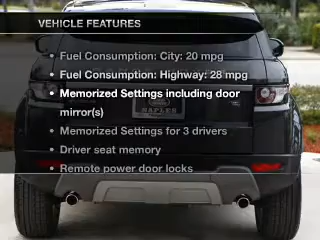 VEHICLE FEATURES
• Fuel Consumption: City: 20 mpg
• Fuel Consumption: Highway: 28 mpg
• Memorized Settings including door
mirror(s)
• Memorized Settings for 3 drivers
• Driver seat memory
• Remote power door locks
NAPLES